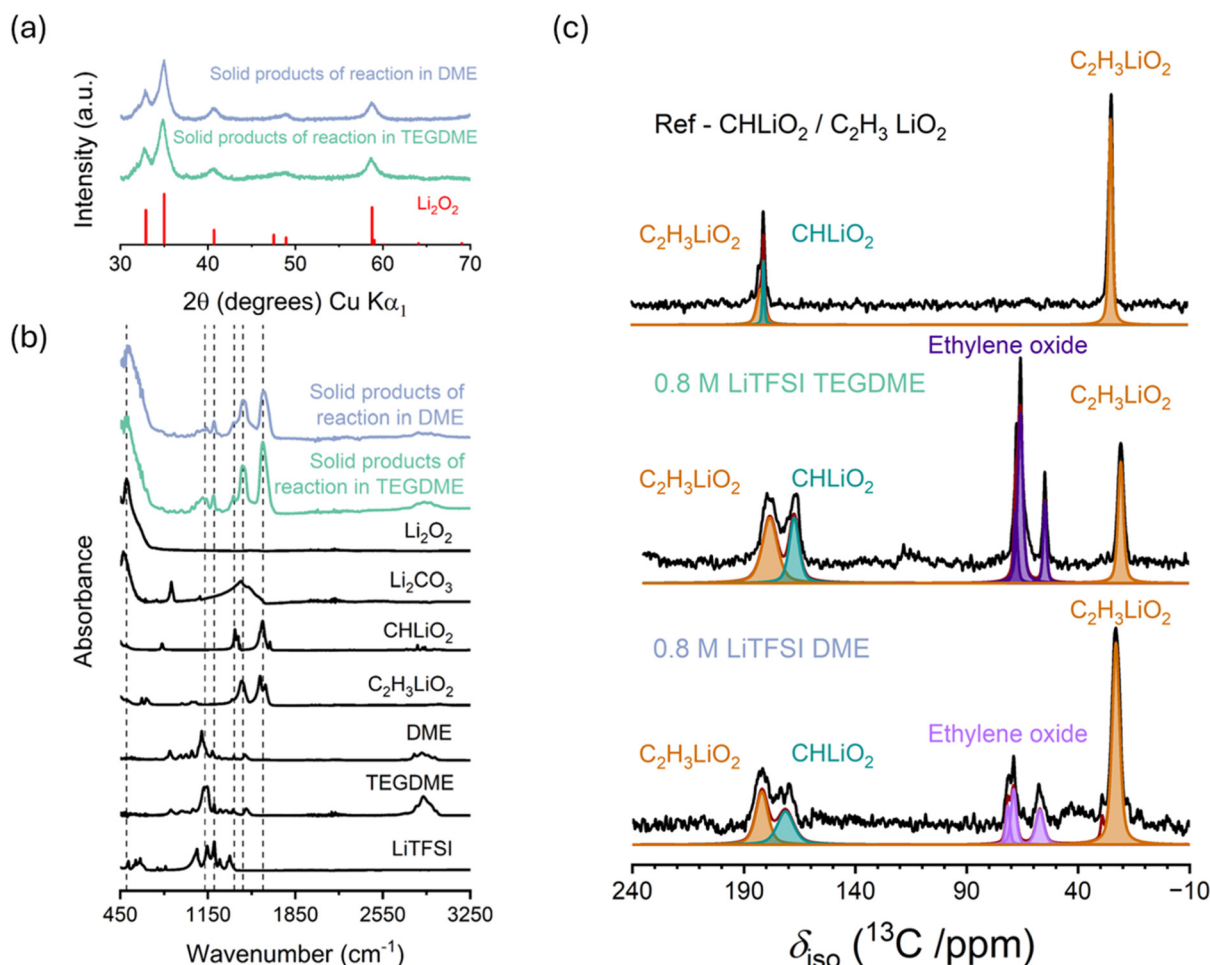 (a)
Intensity (a.u.)
Solid products of reaction in DME
Solid products of reaction in TEGDME
Li₂O₂
30 40 50 60 70
2θ (degrees) Cu Kα₁
(b)
Absorbance
Solid products of
reaction in DME
Solid products of
reaction in TEGDME
Li₂O₂
Li₂CO₃
CHLiO₂
C₂H₃LiO₂
DME
TEGDME
LiTFSI
450 1150 1850 2550 3250
Wavenumber (cm⁻¹)
(c)
C₂H₃LiO₂
Ref - CHLiO₂ / C₂H₃ LiO₂
C₂H₃LiO₂ CHLiO₂
Ethylene oxide
0.8 M LiTFSI TEGDME
C₂H₃LiO₂
C₂H₃LiO₂ CHLiO₂
C₂H₃LiO₂
0.8 M LiTFSI DME
Ethylene oxide
C₂H₃LiO₂ CHLiO₂
240 190 140 90 40 −10
δiso (¹³C /ppm)